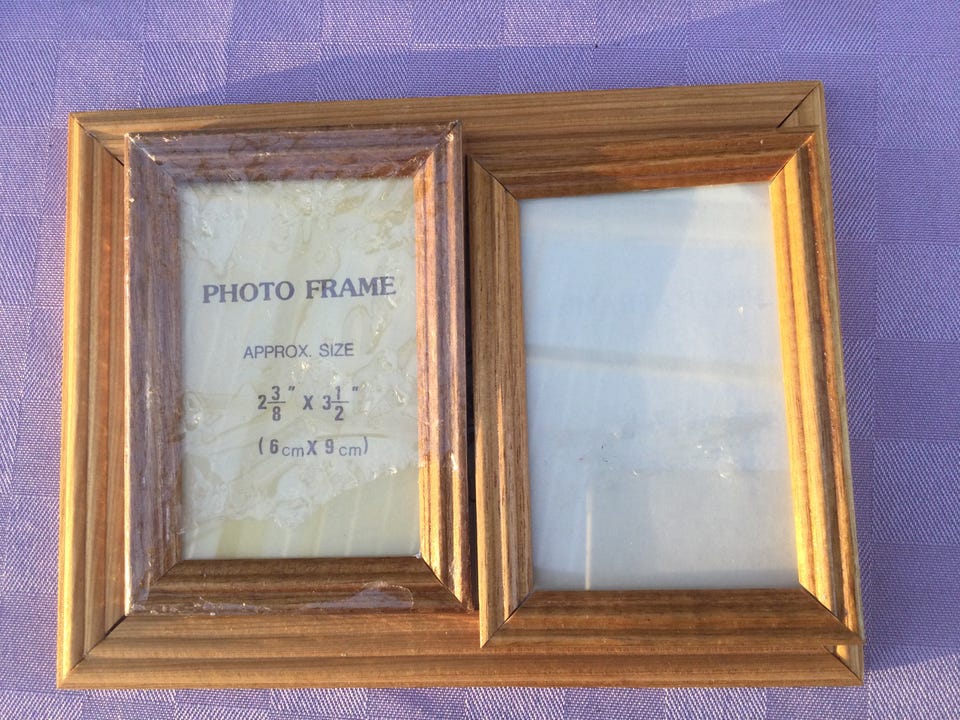 PHOTO FRAME
APPROX. SIZE
2 3/8" X 3 1/2"
(6cm X 9cm)